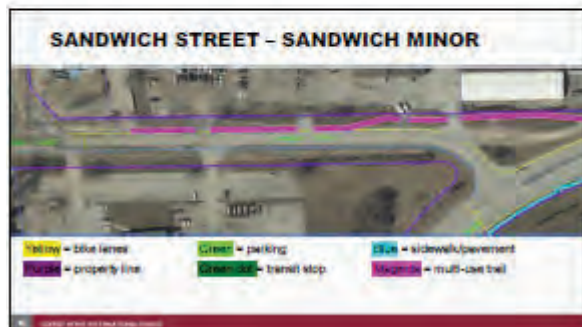 SANDWICH STREET – SANDWICH MINOR
Yellow = bike lanes Green = parking Blue = sidewalk/pavement
Purple = property line Green dot = transit stop Magenta = multi-use trail